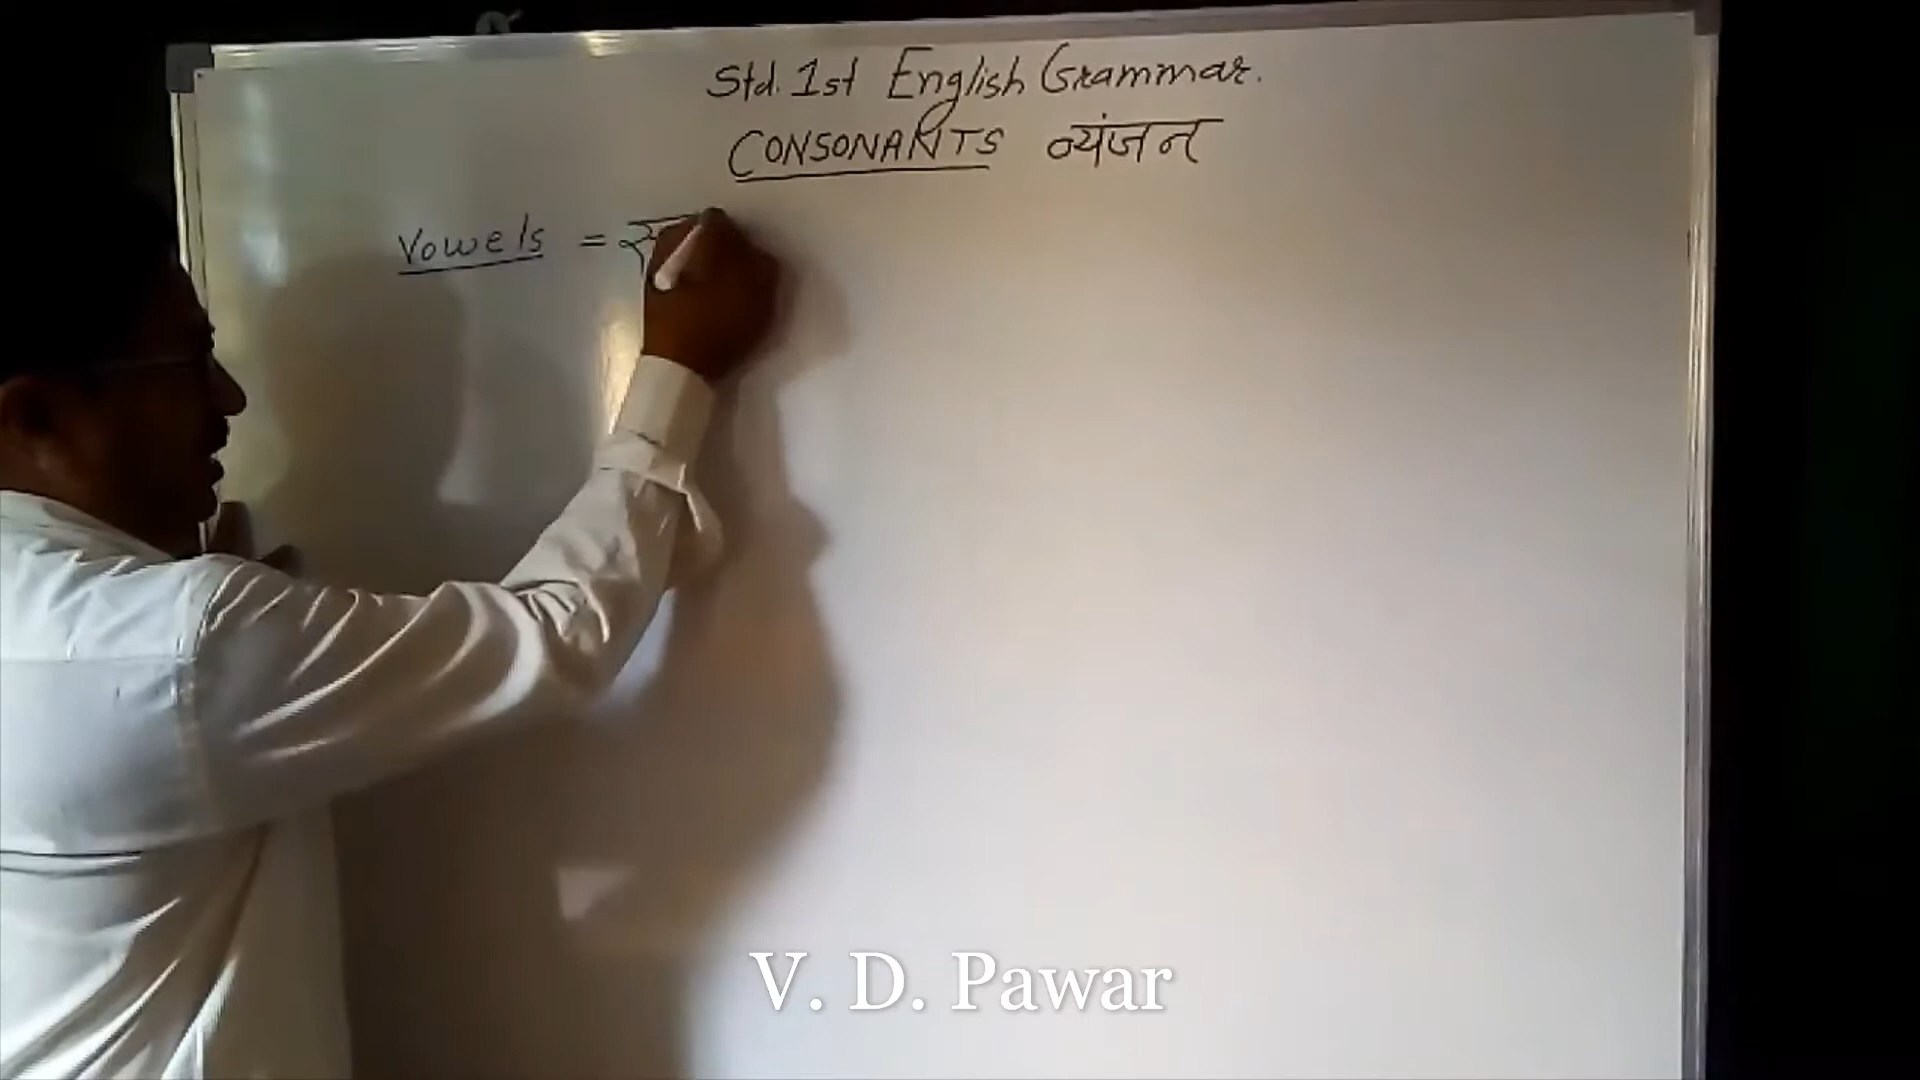 Std. 1st English Grammar.
CONSONANTS व्यंजन
Vowels =
V. D. Pawar